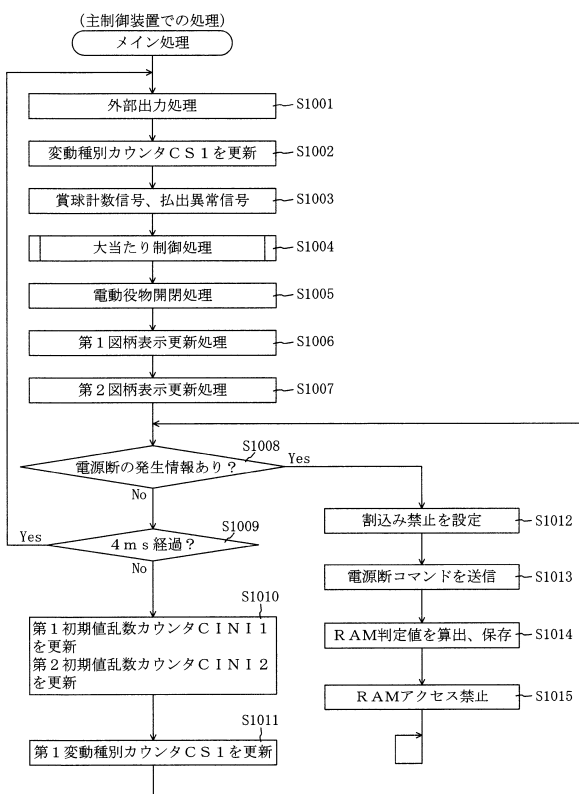 (主制御装置での処理)
メイン処理
外部出力処理 S1001
変動種別カウンタCS1を更新 S1002
賞球計数信号、払出異常信号 S1003
大当たり制御処理 S1004
電動役物開閉処理 S1005
第1図柄表示更新処理 S1006
第2図柄表示更新処理 S1007
S1008
電源断の発生情報あり?
Yes
No
S1009
4ms経過?
Yes
No
S1010
第1初期値乱数カウンタCINI1
を更新
第2初期値乱数カウンタCINI2
を更新
S1011
第1変動種別カウンタCS1を更新
割込み禁止を設定 S1012
電源断コマンドを送信 S1013
RAM判定値を算出、保存 S1014
RAMアクセス禁止 S1015